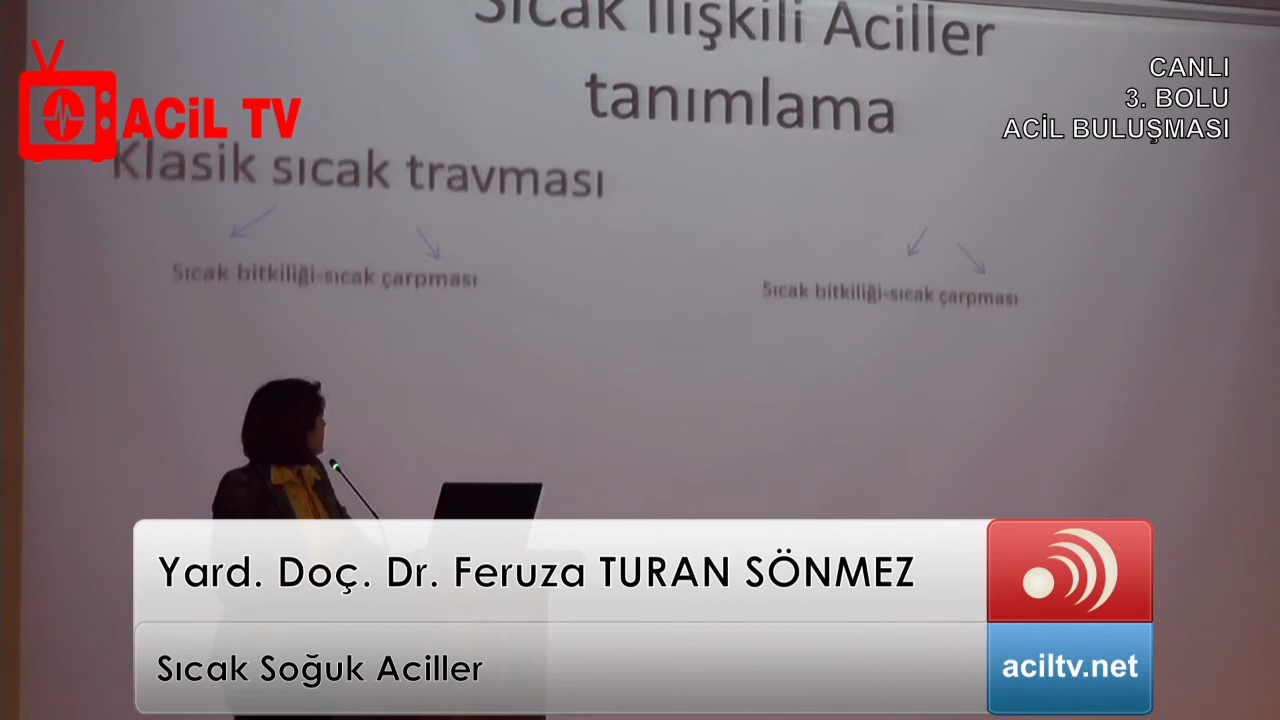 Sıcak İlişkili Aciller
tanımlama
CANLI
3. BOLU
ACİL BULUŞMASI
ACiL TV
Klasik sıcak travması
Sıcak bitkiliği-sıcak çarpması
Sıcak bitkiliği-sıcak çarpması
Yard. Doç. Dr. Feruza TURAN SÖNMEZ
Sıcak Soğuk Aciller
aciltv.net